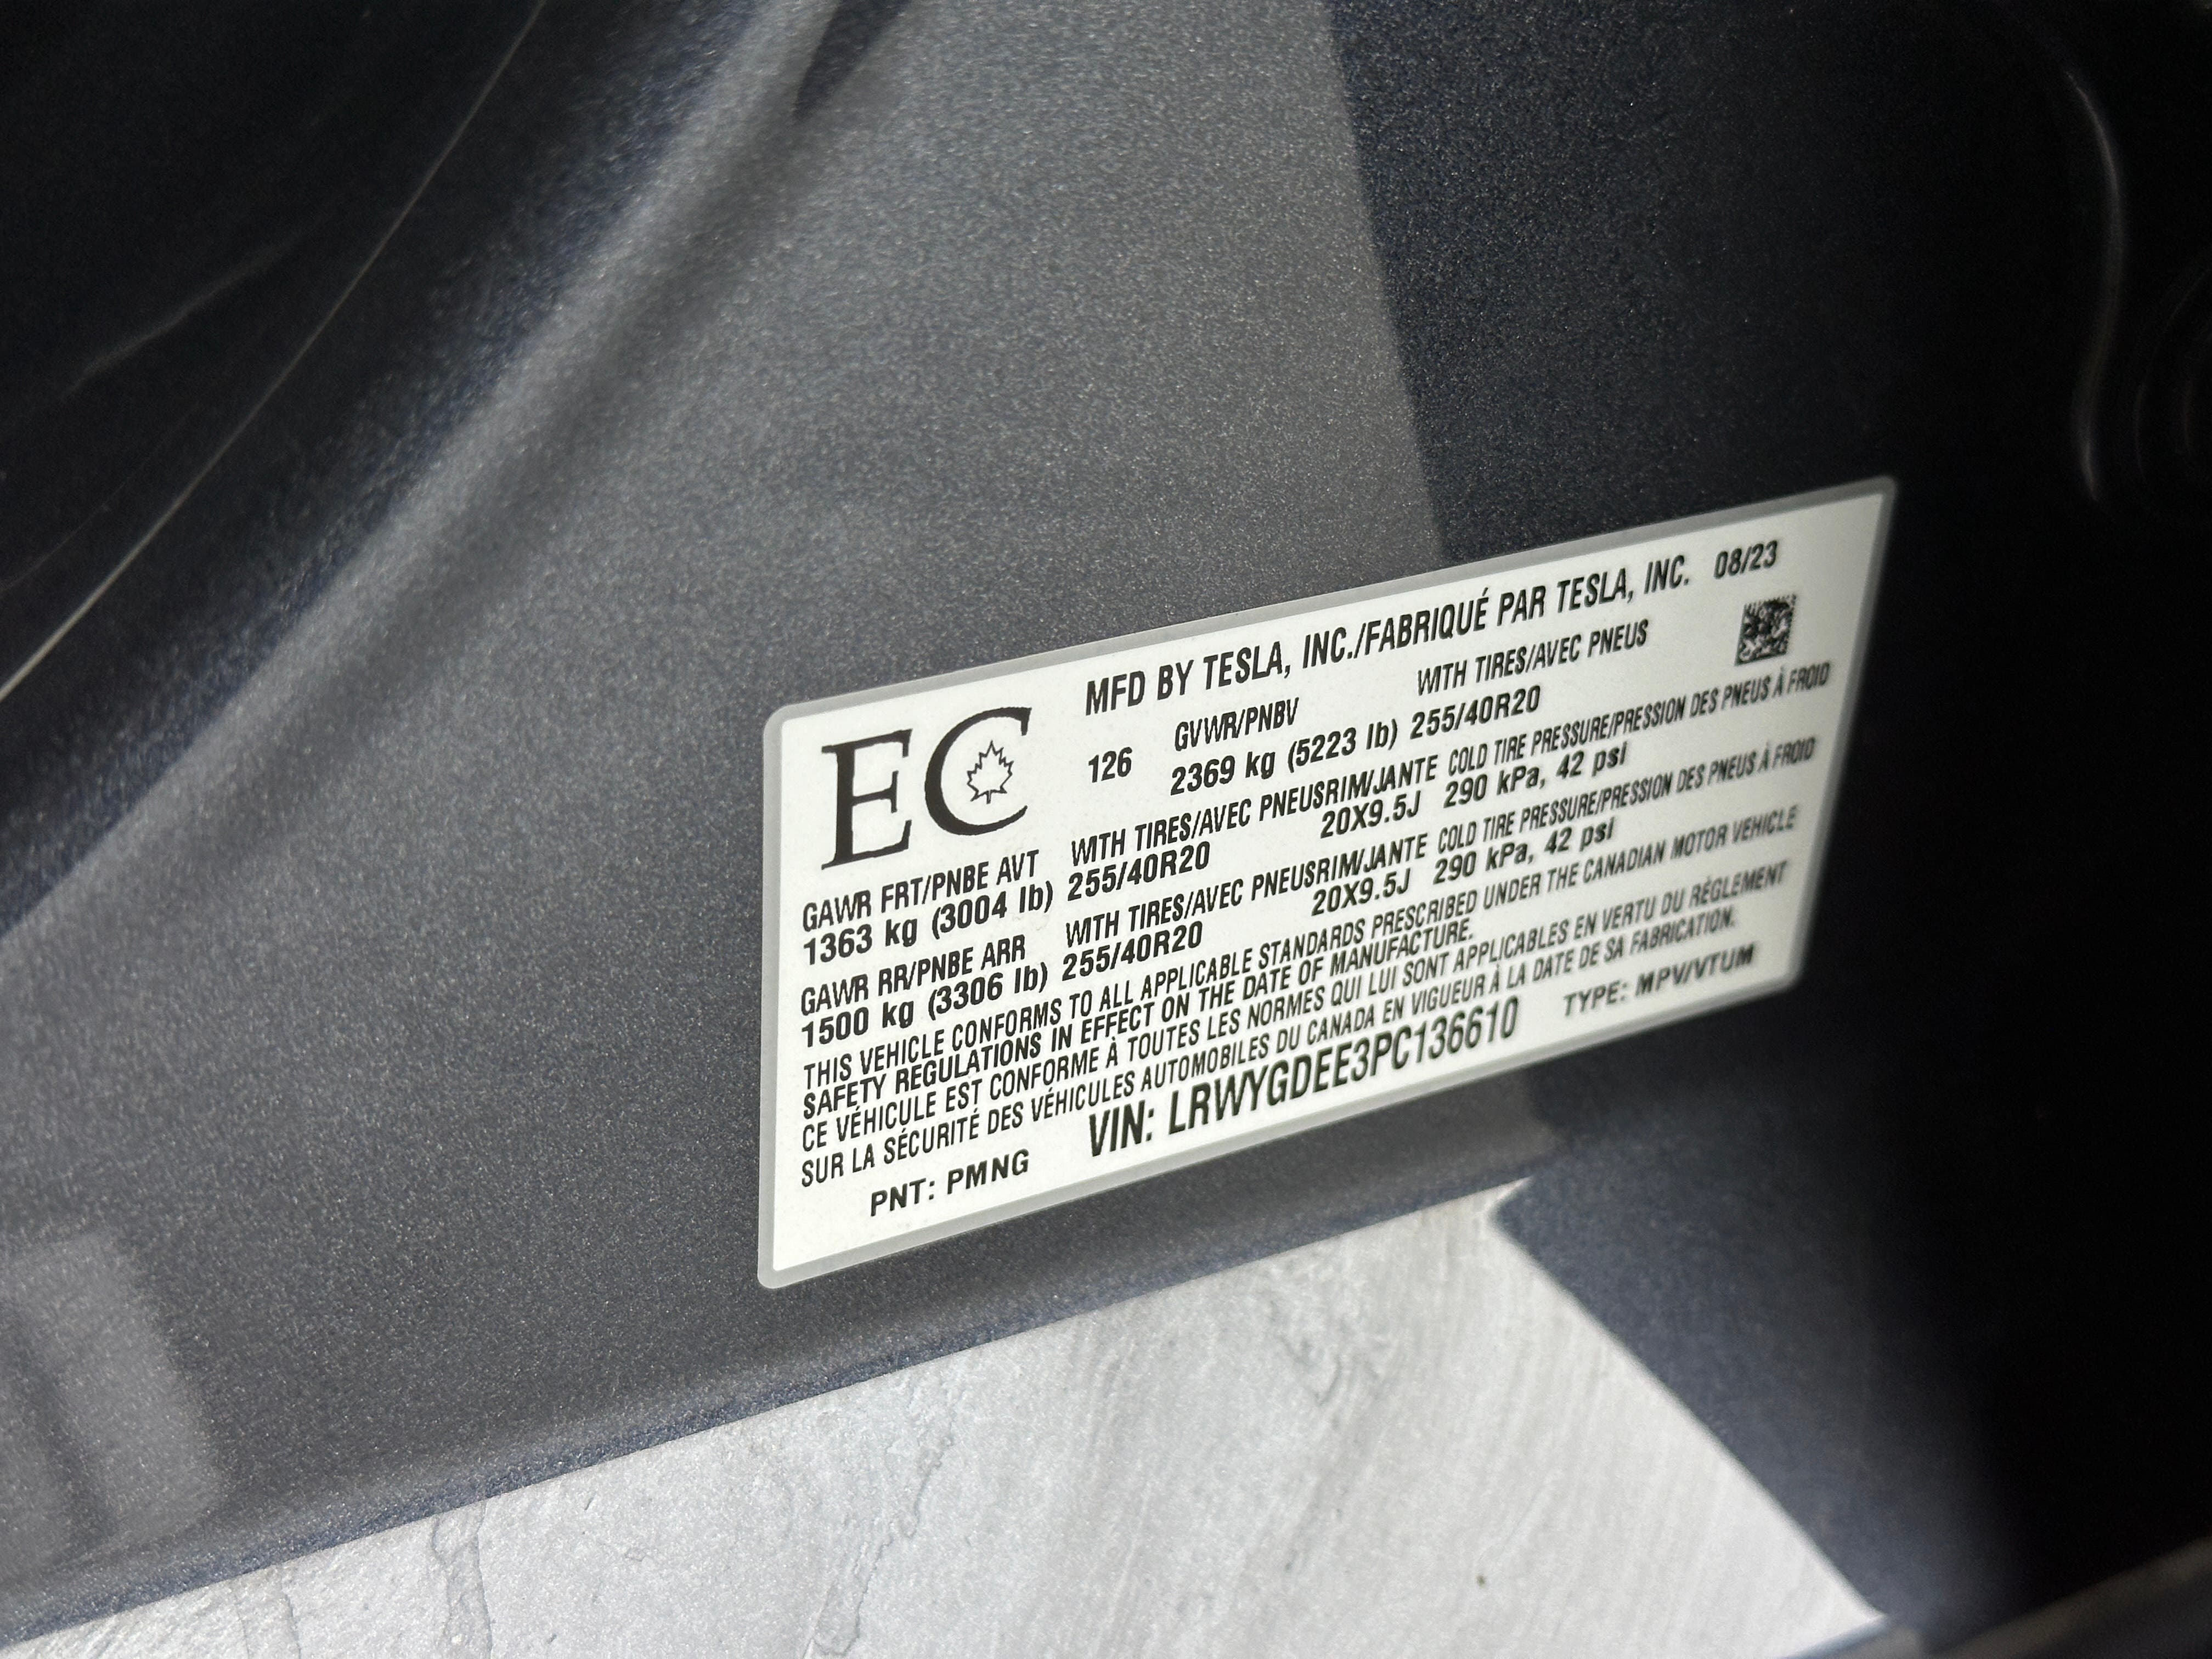 MFD BY TESLA, INC./FABRIQUÉ PAR TESLA, INC. 08/23
EC
126
GVWR/PNBV WITH TIRES/AVEC PNEUS
2369 kg (5223 lb) 255/40R20
GAWR FRT/PNBE AVT WITH TIRES/AVEC PNEUS RIM/JANTE COLD TIRE PRESSURE/PRESSION DES PNEUS À FROID
1363 kg (3004 lb) 255/40R20 20X9.5J 290 kPa, 42 psi
GAWR RR/PNBE ARR WITH TIRES/AVEC PNEUS RIM/JANTE COLD TIRE PRESSURE/PRESSION DES PNEUS À FROID
1500 kg (3306 lb) 255/40R20 20X9.5J 290 kPa, 42 psi
THIS VEHICLE CONFORMS TO ALL APPLICABLE STANDARDS PRESCRIBED UNDER THE CANADIAN MOTOR VEHICLE
SAFETY REGULATIONS IN EFFECT ON THE DATE OF MANUFACTURE.
CE VÉHICULE EST CONFORME À TOUTES LES NORMES QUI LUI SONT APPLICABLES EN VERTU DU RÈGLEMENT
SUR LA SÉCURITÉ DES VÉHICULES AUTOMOBILES DU CANADA EN VIGUEUR À LA DATE DE SA FABRICATION.
PNT: PMNG VIN: LRWYGDEE3PC136610 TYPE: MPV/VTUM